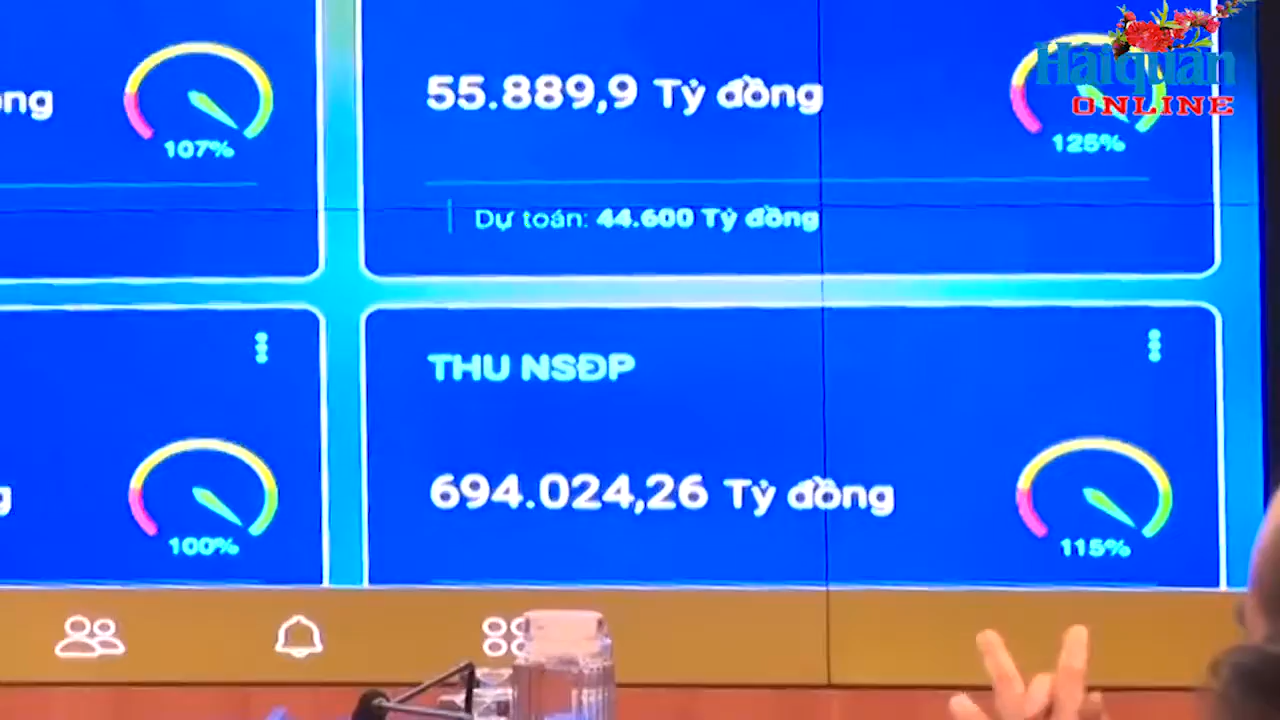 Hải quan
ONLINE
55.889,9 Tỷ đồng
107%
125%
Dự toán: 44.600 Tỷ đồng
THU NSĐP
694.024,26 Tỷ đồng
100%
115%